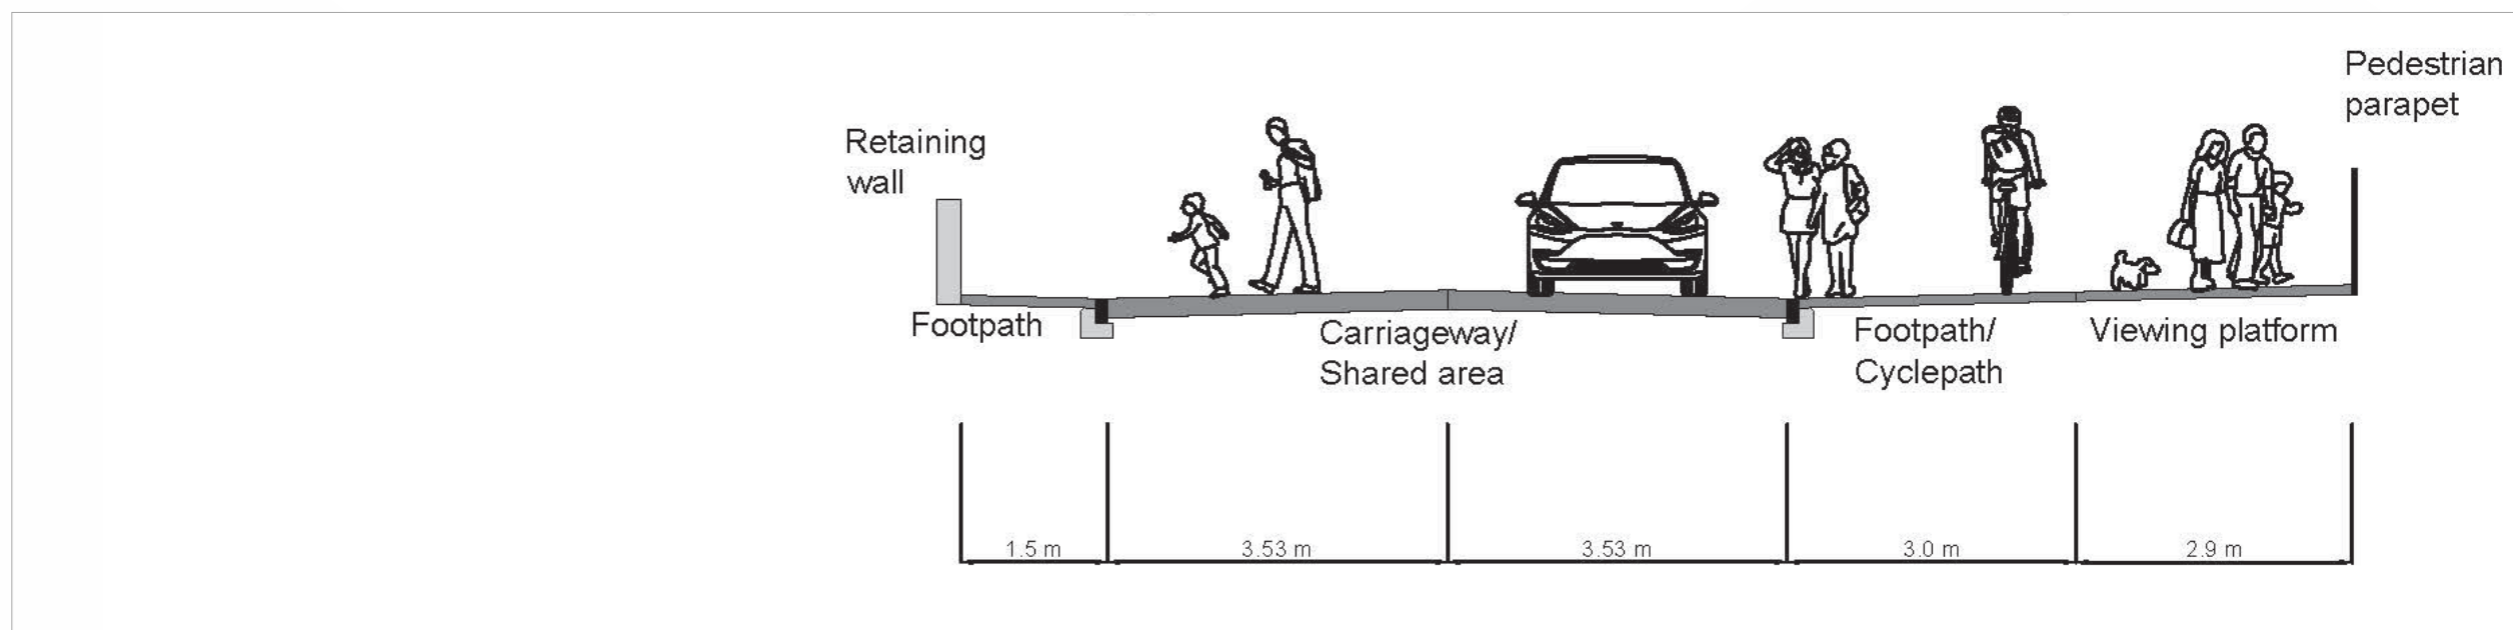 Pedestrian
parapet
Retaining
wall
Footpath
Carriageway/
Shared area
Footpath/
Cyclepath
Viewing platform
1.5 m
3.53 m
3.53 m
3.0 m
2.9 m